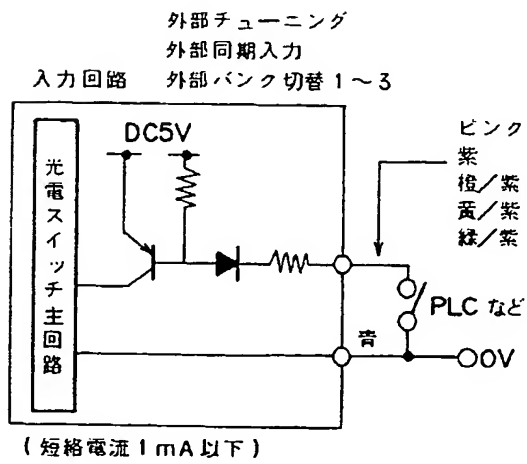 外部チューニング
外部同期入力
入力回路 外部バンク切替1～3
DC5V
光電スイッチ主回路
ピンク
紫
橙/紫
黄/紫
緑/紫
PLCなど
青
0V
(短絡電流1mA以下)